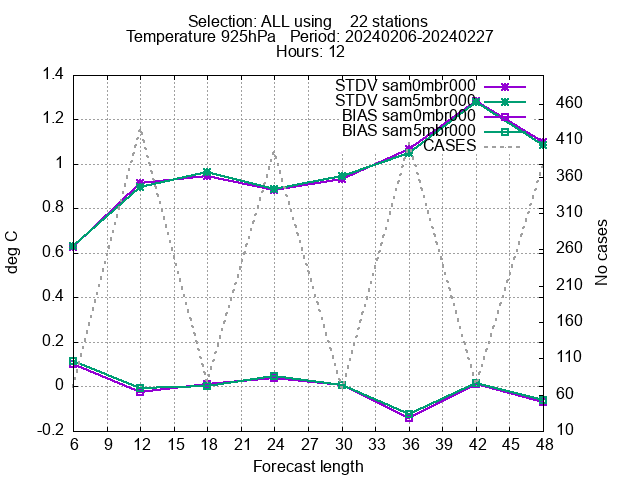 Selection: ALL using    22 stations
Temperature 925hPa   Period: 20240206-20240227
Hours: 12
STDV sam0mbr000
STDV sam5mbr000
BIAS sam0mbr000
BIAS sam5mbr000
CASES
1.4
1.2
1
0.8
0.6
0.4
0.2
0
-0.2
deg C
460
410
360
310
260
210
160
110
60
10
No cases
6 9 12 15 18 21 24 27 30 33 36 39 42 45 48
Forecast length